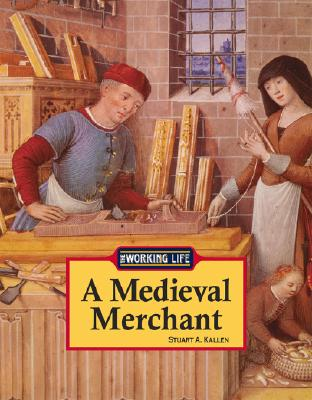 THE WORKING LIFE
A Medieval
Merchant
STUART A. KALLEN